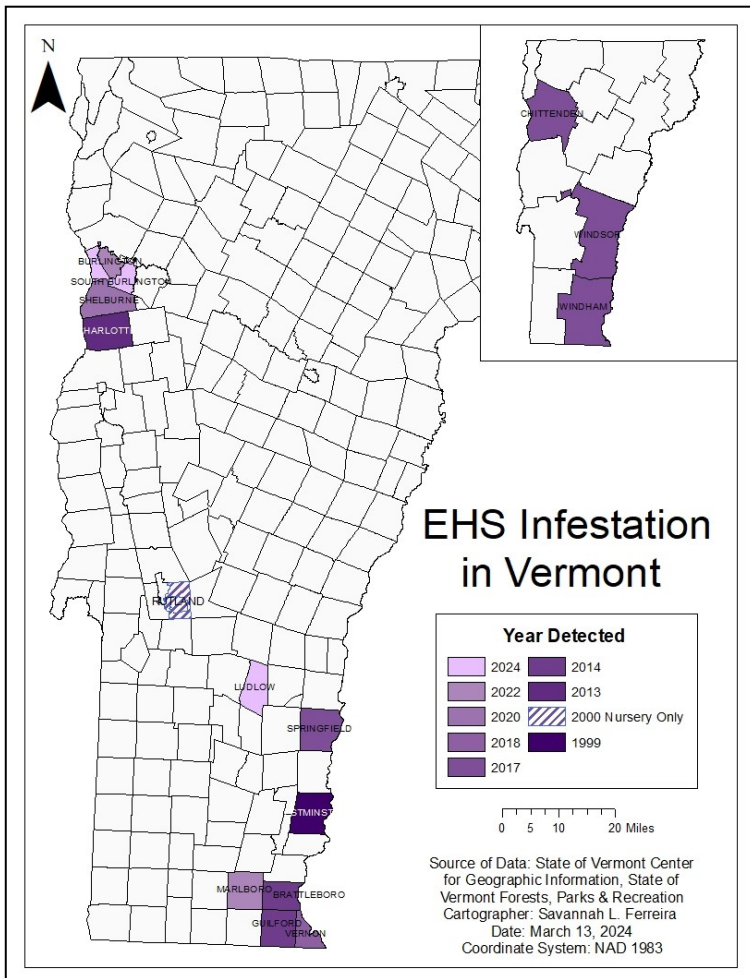 N
CHITTENDEN
WINDSOR
WINDHAM
BURLINGTON
SOUTH BURLINGTON
SHELBURNE
HARLOTT
RUTLAND
LUDLOW
SPRINGFIELD
STMINST
MARLBORO
BRATTLEBORO
GUILFORD
VERNON
EHS Infestation
in Vermont
Year Detected
2024
2022
2020
2018
2017
2014
2013
2000 Nursery Only
1999
0 5 10 20 Miles
Source of Data: State of Vermont Center
for Geographic Information, State of
Vermont Forests, Parks & Recreation
Cartographer: Savannah L. Ferreira
Date: March 13, 2024
Coordinate System: NAD 1983